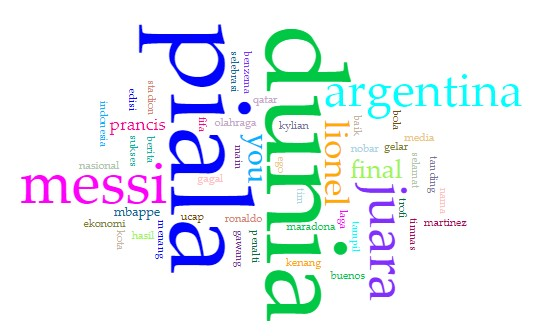 piala
dunia
argentina
messi
juara
lionel
final
you
prancis
mbappe
kylian
qatar
olahraga
fifa
benzema
selebrasi
stadion
edisi
indonesia
sukses
berita
nasional
gagal
main
ego
tim
baik
bola
nobar
gelar
media
selamat
tanding
nama
trofi
timnas
martinez
laga
tampil
maradona
ronaldo
ucap
ekonomi
kota
hasil
menang
gawang
penalti
kenang
buenos